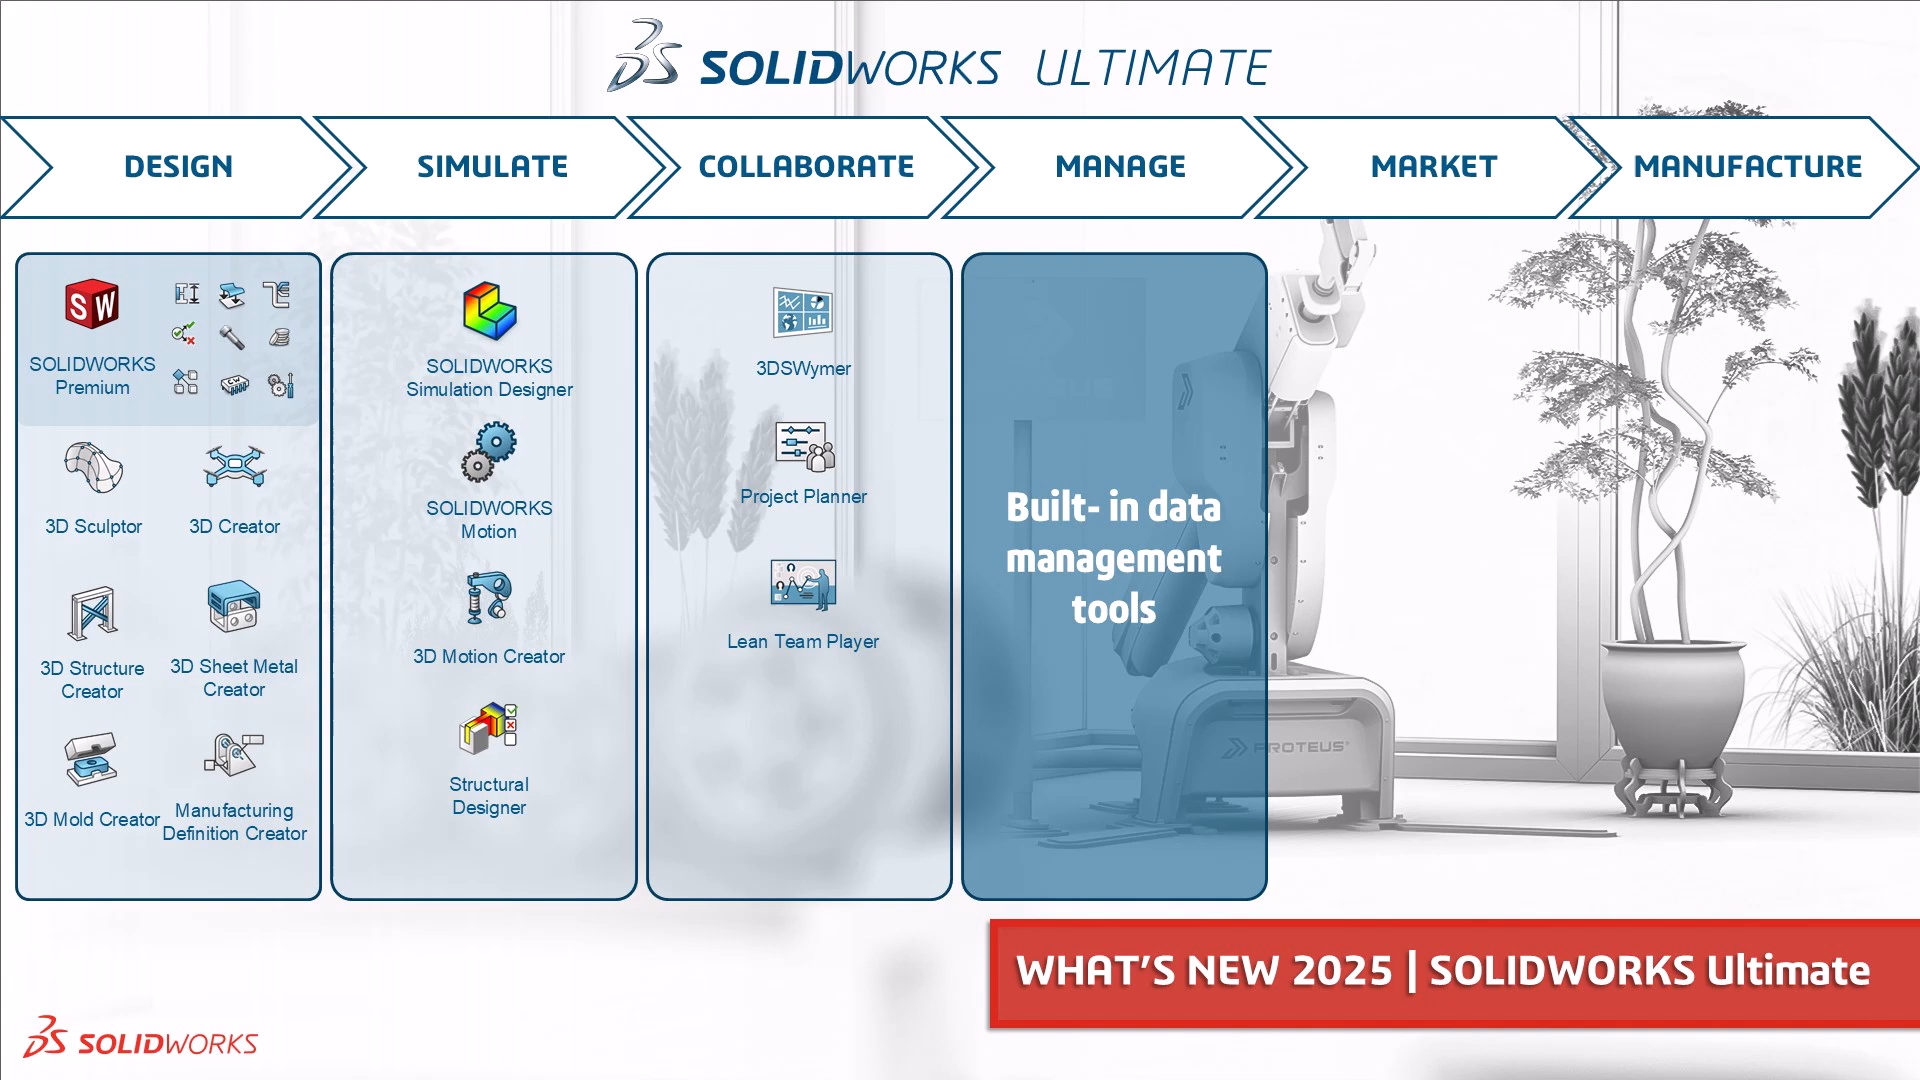 SOLIDWORKS ULTIMATE
DESIGN
SIMULATE
COLLABORATE
MANAGE
MARKET
MANUFACTURE
SW
SOLIDWORKS
Premium
3D Sculptor
3D Creator
3D Structure
Creator
3D Sheet Metal
Creator
3D Mold Creator
Manufacturing
Definition Creator
SOLIDWORKS
Simulation Designer
SOLIDWORKS
Motion
3D Motion Creator
Structural
Designer
3DSWymer
Project Planner
Lean Team Player
Built- in data
management
tools
PROTEUS
WHAT'S NEW 2025 | SOLIDWORKS Ultimate
SOLIDWORKS